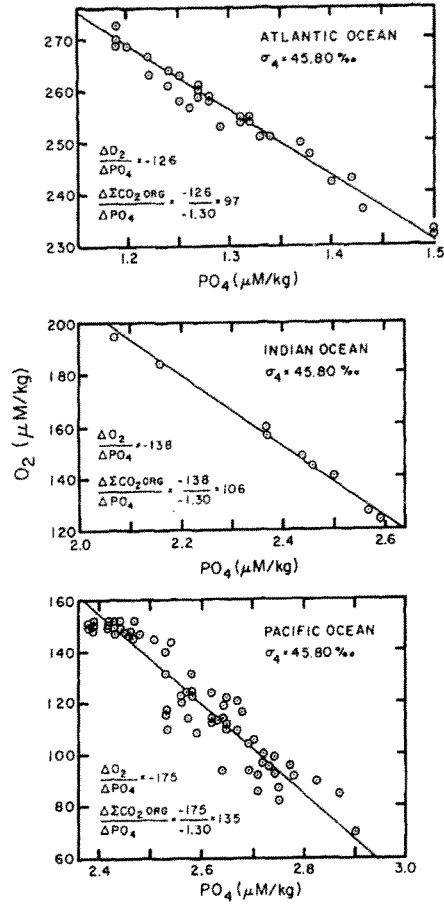 270
260
250
240
230
ATLANTIC OCEAN
σ4 = 45.80 ‰
ΔO2
ΔPO4
=-126
ΔΣCO2 ORG
ΔPO4
= -126
-1.30
= 97
1.2 1.3 1.4 1.5
PO4 (μM/kg)
O2 (μM/kg)
200
180
160
140
120
INDIAN OCEAN
σ4 = 45.80 ‰
ΔO2
ΔPO4
=-138
ΔΣCO2 ORG
ΔPO4
= -138
-1.30
= 106
2.0 2.2 2.4 2.6
PO4 (μM/kg)
160
140
120
100
80
60
PACIFIC OCEAN
σ4 = 45.80 ‰
ΔO2
ΔPO4
=-175
ΔΣCO2 ORG
ΔPO4
= -175
-1.30
= 135
2.4 2.6 2.8 3.0
PO4 (μM/kg)